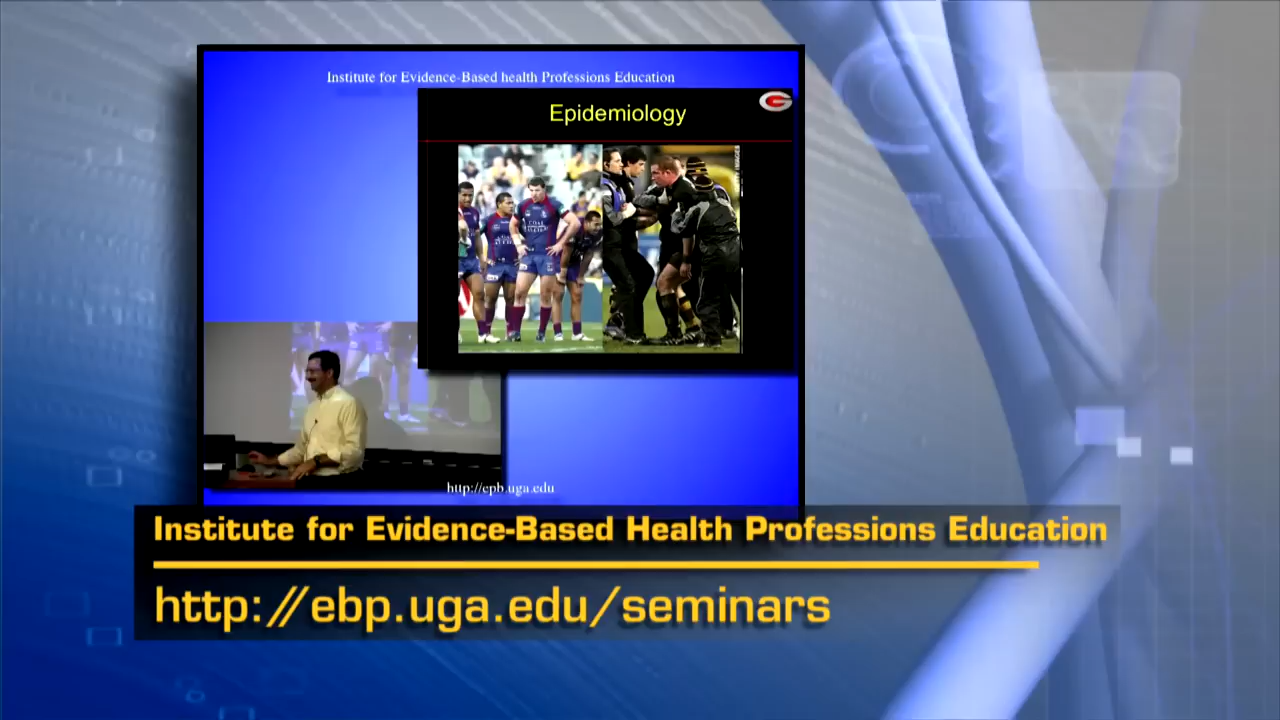 Institute for Evidence-Based health Professions Education
Epidemiology
http://epb.uga.edu
Institute for Evidence-Based Health Professions Education
http://ebp.uga.edu/seminars